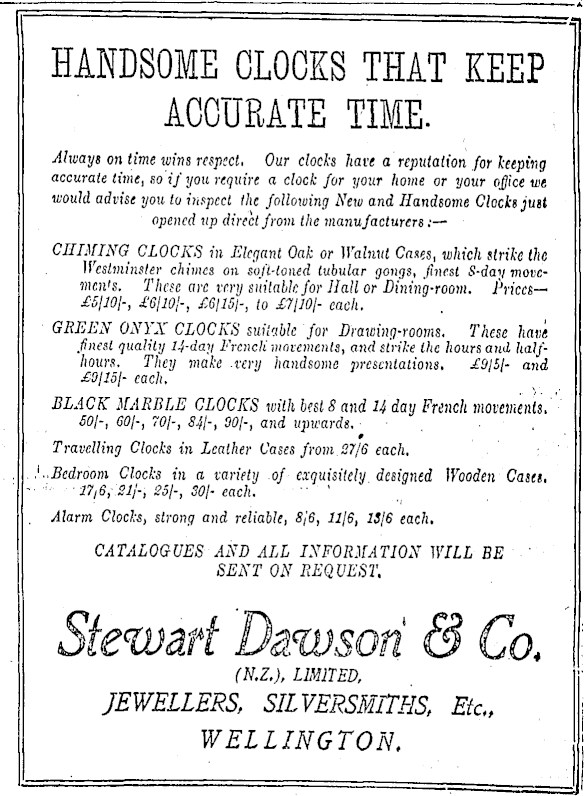 HANDSOME CLOCKS THAT KEEP
ACCURATE TIME.
Always on time wins respect. Our clocks have a reputation for keeping
accurate time, so if you require a clock for your home or your office we
would advise you to inspect the following New and Handsome Clocks just
opened up direct from the manufacturers:—
CHIMING CLOCKS in Elegant Oak or Walnut Cases, which strike the
Westminster chimes on soft-toned tubular gongs, finest 8-day move-
ments. These are very suitable for Hall or Dining-room. Prices—
£5/10/-, £6/10/-, £6/15/-, to £7/10/- each.
GREEN ONYX CLOCKS suitable for Drawing-rooms. These have
finest quality 14-day French movements, and strike the hours and half-
hours. They make very handsome presentations. £9/5/- and
£9/15/- each.
BLACK MARBLE CLOCKS with best 8 and 14 day French movements.
50/-, 60/-, 70/-, 84/-, 90/-, and upwards.
Travelling Clocks in Leather Cases from 27/6 each.
Bedroom Clocks in a variety of exquisitely designed Wooden Cases.
17/6, 21/-, 25/-, 30/- each.
Alarm Clocks, strong and reliable, 8/6, 11/6, 13/6 each.
CATALOGUES AND ALL INFORMATION WILL BE
SENT ON REQUEST.
Stewart Dawson & Co.
(N.Z.), LIMITED,
JEWELLERS, SILVERSMITHS, Etc.,
WELLINGTON.